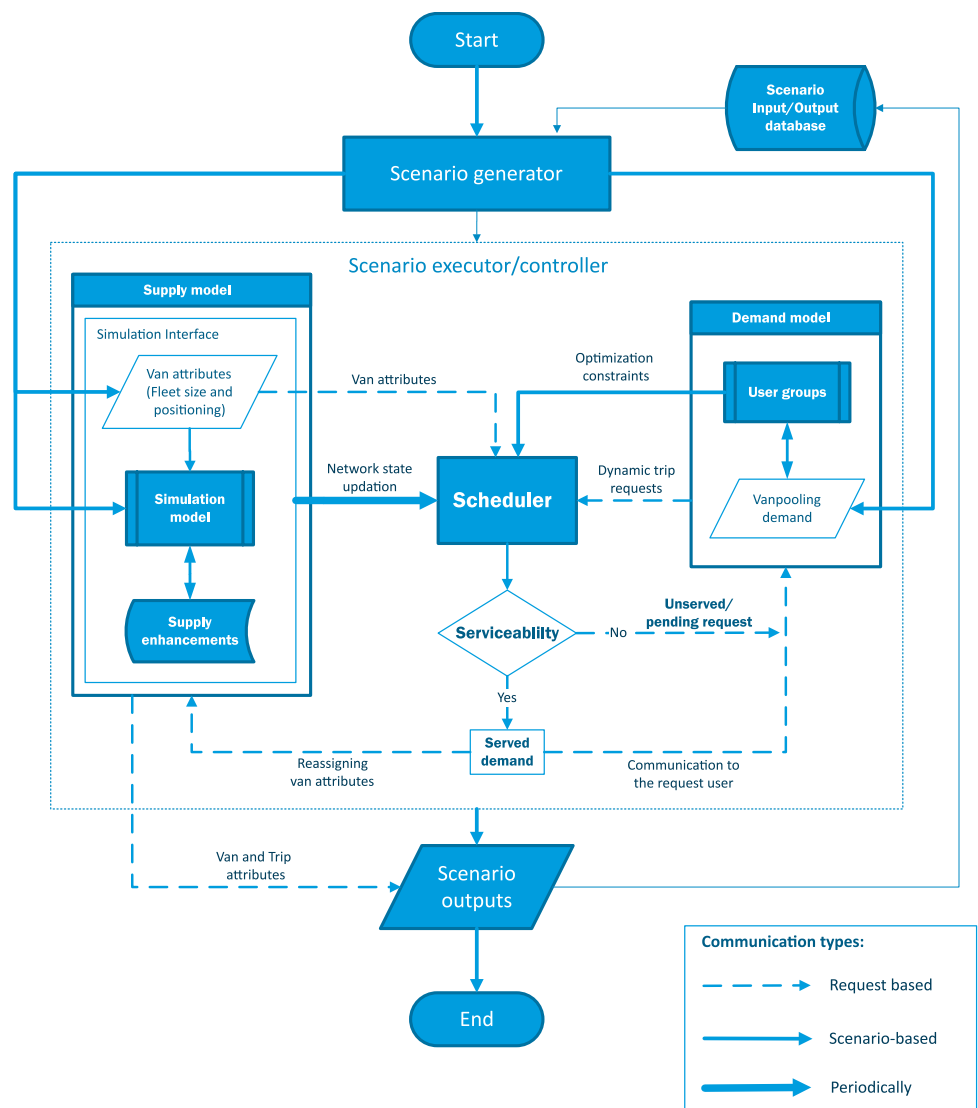 Start
Scenario
Input/Output
database
Scenario generator
Scenario executor/controller
Supply model
Simulation Interface
Van attributes
(Fleet size and
positioning)
Simulation
model
Supply
enhancements
Van attributes
Network state
updation
Optimization
constraints
Demand model
User groups
Vanpooling
demand
Dynamic trip
requests
Scheduler
Serviceablilty
No
Unserved/
pending request
Yes
Served
demand
Reassigning
van attributes
Communication to
the request user
Van and Trip
attributes
Scenario
outputs
End
Communication types:
Request based
Scenario-based
Periodically